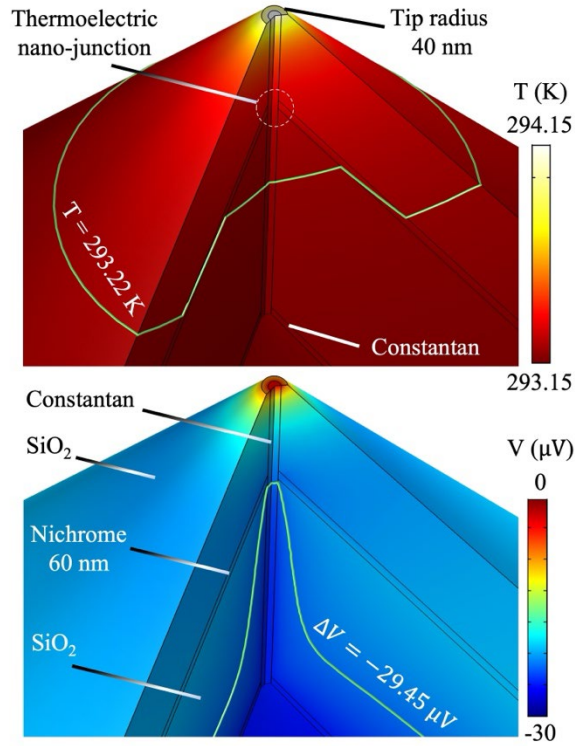 Thermoelectric
nano-junction
Tip radius
40 nm
T (K)
294.15
T = 293.22 K
Constantan
293.15
Constantan
SiO₂
V (μV)
0
Nichrome
60 nm
SiO₂
ΔV = −29.45 μV
-30